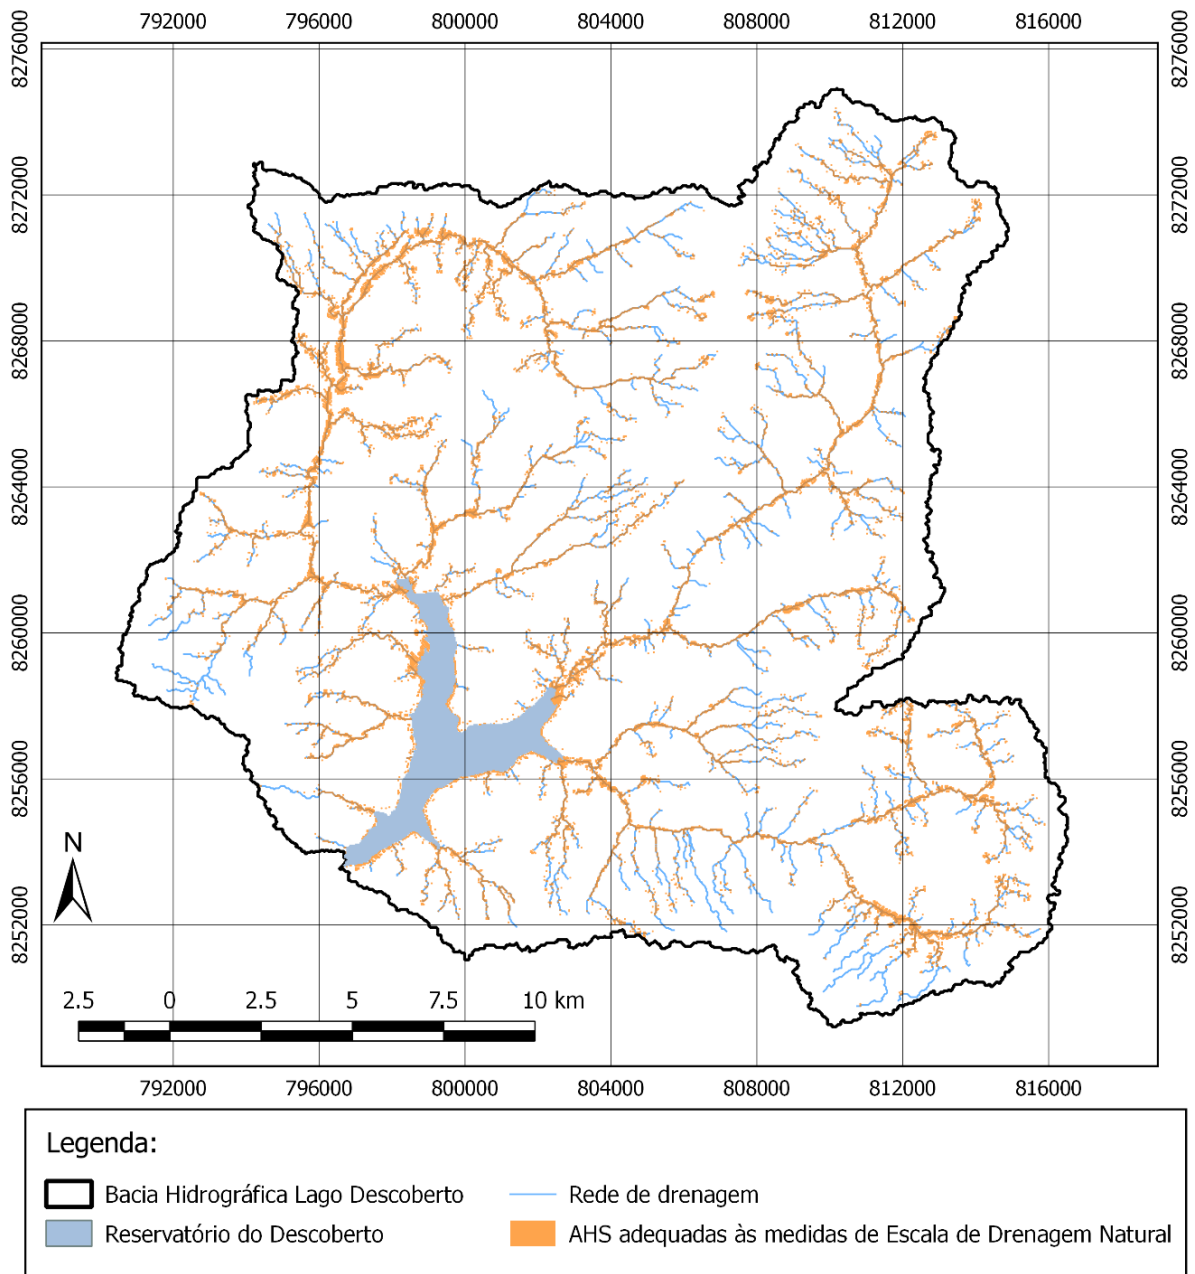 792000 796000 800000 804000 808000 812000 816000
8276000 8276000
8272000 8272000
8268000 8268000
8264000 8264000
8260000 8260000
8256000 8256000
8252000 8252000
N
2.5 0 2.5 5 7.5 10 km
792000 796000 800000 804000 808000 812000 816000
Legenda:
Bacia Hidrográfica Lago Descoberto Rede de drenagem
Reservatório do Descoberto AHS adequadas às medidas de Escala de Drenagem Natural